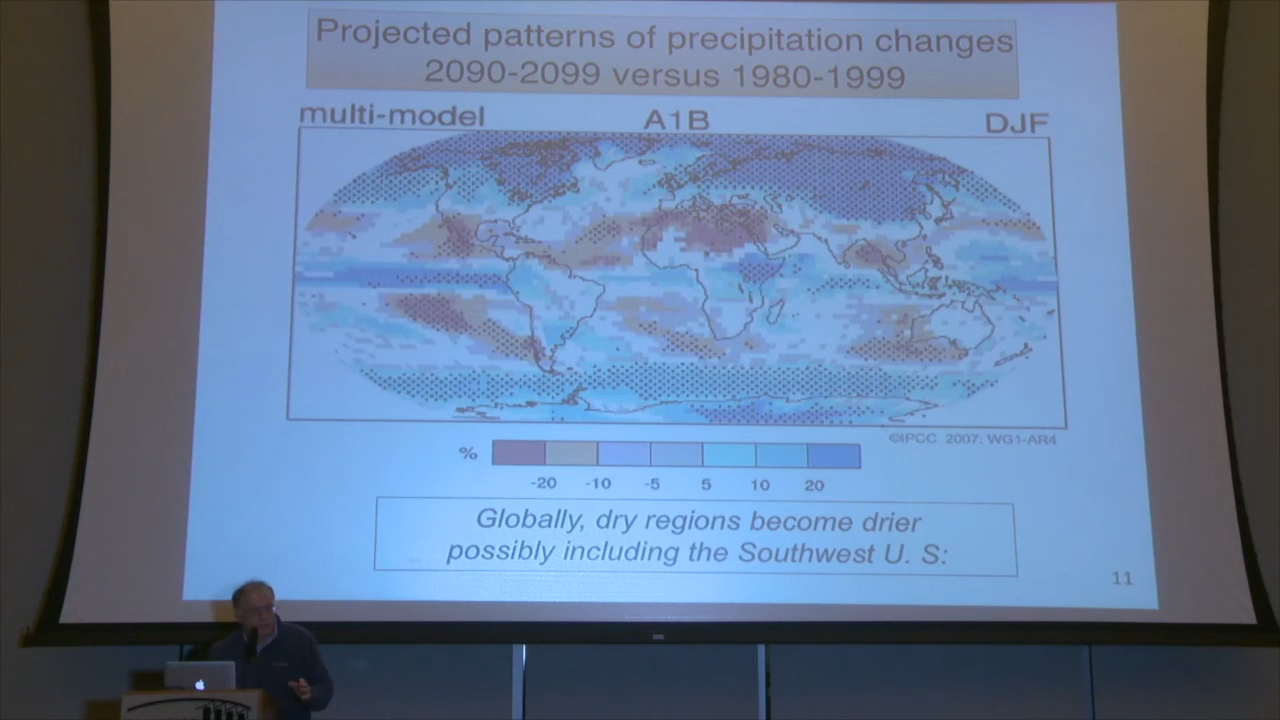 Projected patterns of precipitation changes
2090-2099 versus 1980-1999
multi-model A1B DJF
©IPCC 2007: WG1-AR4
%
-20 -10 -5 5 10 20
Globally, dry regions become drier
possibly including the Southwest U. S:
11